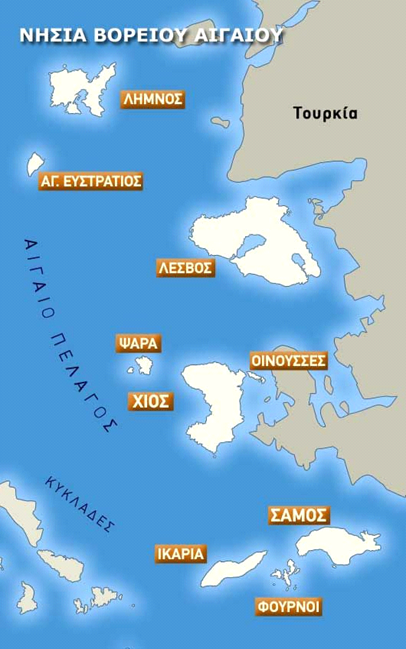 ΝΗΣΙΑ ΒΟΡΕΙΟΥ ΑΙΓΑΙΟΥ
ΛΗΜΝΟΣ
Τουρκία
ΑΓ. ΕΥΣΤΡΑΤΙΟΣ
ΛΕΣΒΟΣ
ΑΙΓΑΙΟ ΠΕΛΑΓΟΣ
ΨΑΡΑ
ΟΙΝΟΥΣΣΕΣ
ΧΙΟΣ
ΚΥΚΛΑΔΕΣ
ΣΑΜΟΣ
ΙΚΑΡΙΑ
ΦΟΥΡΝΟΙ